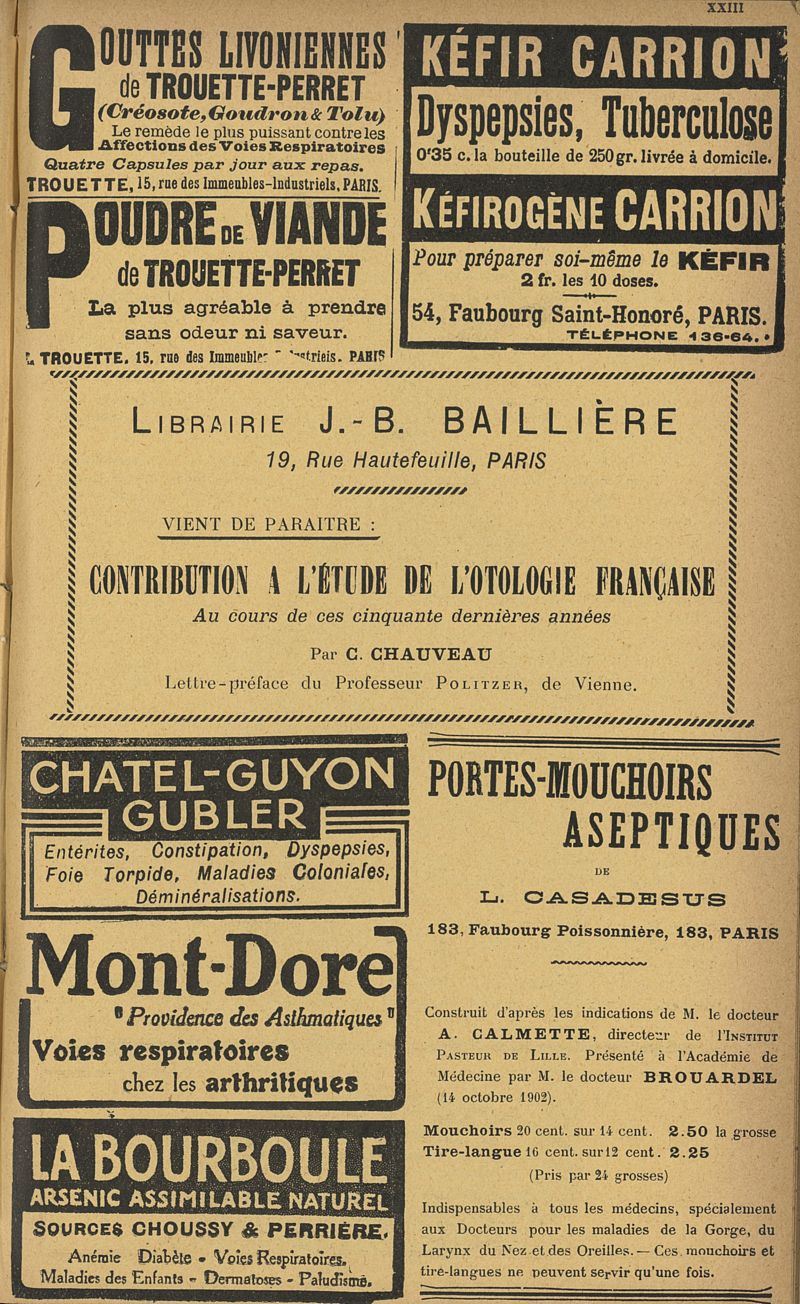 XXIII
GOUTTES LIVONIENNES
de TROUETTE-PERRET
(Créosote, Goudron & Tolu)
Le remède le plus puissant contre les
Affections des Voies Respiratoires
Quatre Capsules par jour aux repas.
TROUETTE, 15, rue des Immeubles-Industriels, PARIS.
POUDRE DE VIANDE
de TROUETTE-PERRET
La plus agréable à prendre
sans odeur ni saveur.
TROUETTE. 15, rue des Immeubles PARIS
KÉFIR CARRION
Dyspepsies, Tuberculose
0f35 c. la bouteille de 250gr. livrée à domicile.
KÉFIROGÈNE CARRION
Pour préparer soi-même le KÉFIR
2 fr. les 10 doses.
54, Faubourg Saint-Honoré, PARIS.
TÉLÉPHONE 136-64.
LIBRAIRIE J.-B. BAILLIÈRE
19, Rue Hautefeuille, PARIS
VIENT DE PARAITRE :
CONTRIBUTION A L'ÉTUDE DE L'OTOLOGIE FRANÇAISE
Au cours de ces cinquante dernières années
Par C. CHAUVEAU
Lettre-préface du Professeur POLITZER, de Vienne.
CHATEL-GUYON
GUBLER
Entérites, Constipation, Dyspepsies,
Foie Torpide, Maladies Coloniales,
Déminéralisations.
Mont-Dore
"Providence des Asthmatiques"
Voies respiratoires
chez les arthritiques
LA BOURBOULE
ARSENIC ASSIMILABLE NATUREL
SOURCES CHOUSSY & PERRIÈRE.
Anémie Diabète - Voies Respiratoires.
Maladies des Enfants - Dermatoses - Paludisme.
PORTES-MOUCHOIRS
ASEPTIQUES
DE
L. CASADESUS
183, Faubourg Poissonnière, 183, PARIS
Construit d'après les indications de M. le docteur
A. CALMETTE, directeur de l'INSTITUT
PASTEUR DE LILLE. Présenté à l'Académie de
Médecine par M. le docteur BROUARDEL
(14 octobre 1902).
Mouchoirs 20 cent. sur 14 cent. 2.50 la grosse
Tire-langue 16 cent. sur 12 cent. 2.25
(Pris par 24 grosses)
Indispensables à tous les médecins, spécialement
aux Docteurs pour les maladies de la Gorge, du
Larynx du Nez et des Oreilles. — Ces mouchoirs et
tire-langues ne peuvent servir qu'une fois.